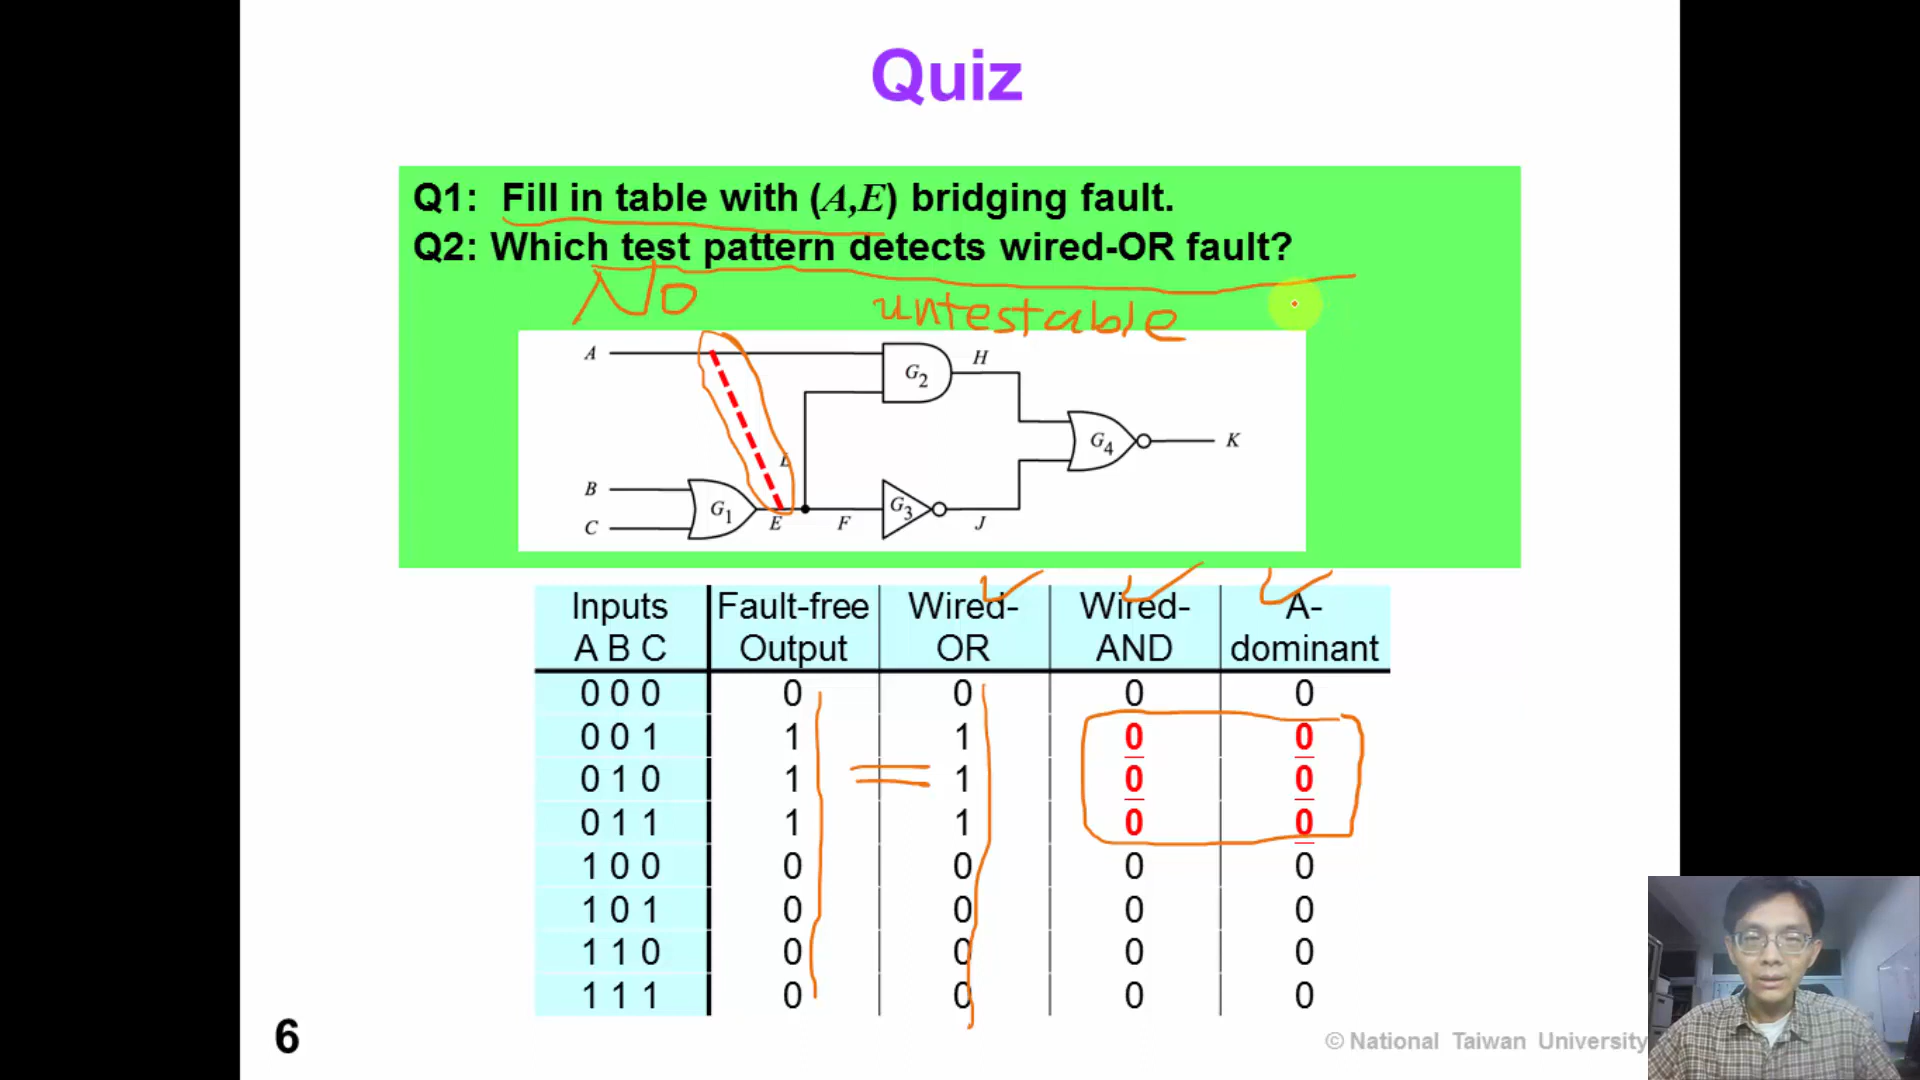 Quiz
Q1: Fill in table with (A,E) bridging fault.
Q2: Which test pattern detects wired-OR fault?
No untestable
A G2 H
G4 K
L
B G1 G3
E F J
C
Inputs Fault-free Wired- Wired- A-
A B C Output OR AND dominant
0 0 0 0 0 0 0
0 0 1 1 1 0 0
0 1 0 1 1 0 0
0 1 1 1 1 0 0
1 0 0 0 0 0 0
1 0 1 0 0 0 0
1 1 0 0 0 0 0
1 1 1 0 0 0 0
6
© National Taiwan University